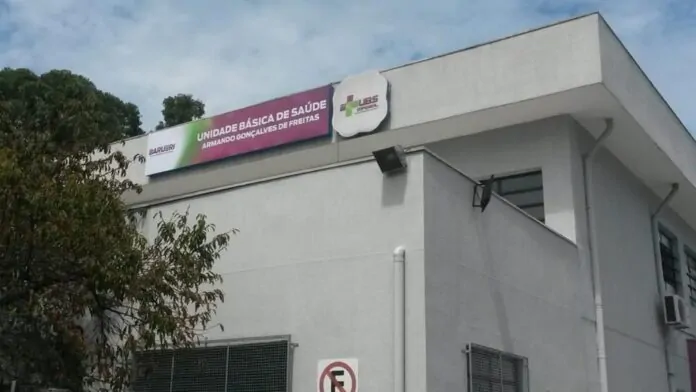 BARUERI
UNIDADE BÁSICA DE SAÚDE
ARMANDO GONÇALVES DE FREITAS
UBS
E